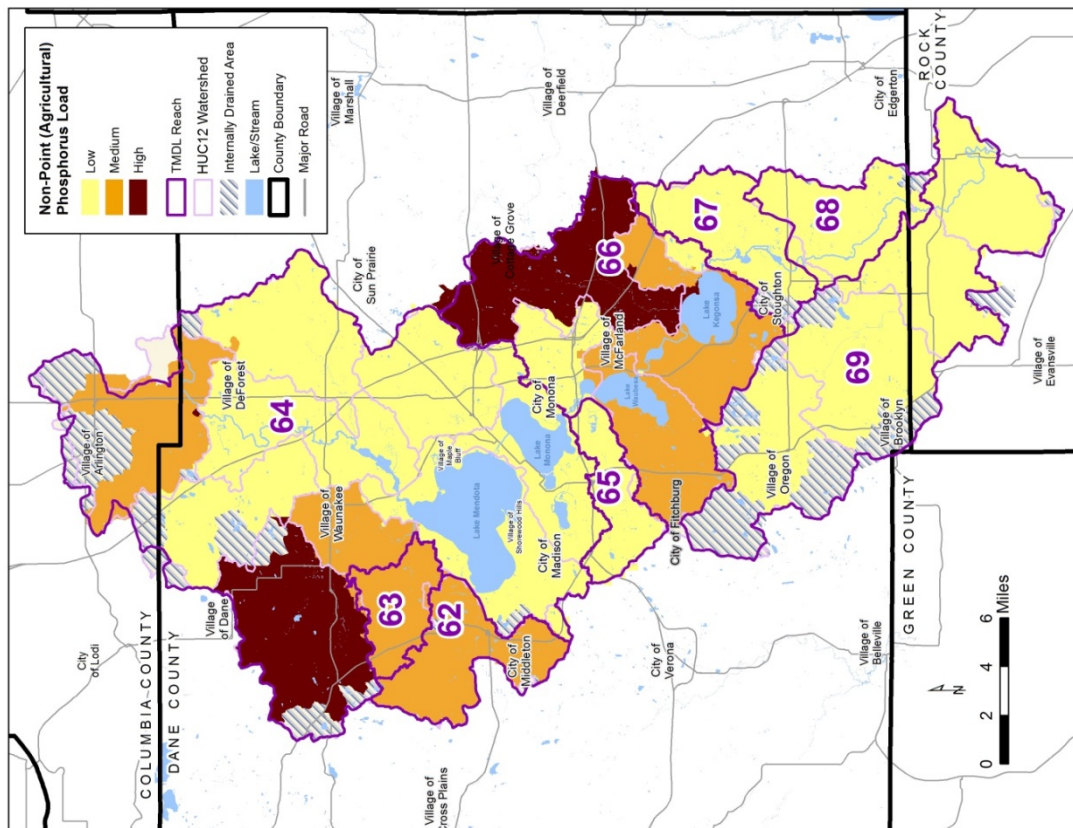 Non-Point (Agricultural)
Phosphorus Load
Low
Medium
High
TMDL Reach
HUC12 Watershed
Internally Drained Area
Lake/Stream
County Boundary
Major Road
COLUMBIA COUNTY
DANE COUNTY
City
of Lodi
Village of
Arlington
Village of
DeForest
Village
of Dane
64
City of
Sun Prairie
Village of
Marshall
Village of
Waunakee
63
62
Village of
Maple
Bluff
Lake Mendota
Village of
Shorewood Hills
City of
Middleton
Village of
Cross Plains
City of
Madison
Lake
Monona
City of
Monona
Village of
Cottage Grove
66
65
Village of
Deerfield
City of
Verona
City of Fitchburg
Village of
McFarland
Lake
Waubesa
Lake
Kegonsa
67
City of
Stoughton
68
Village of
Oregon
69
Village of
Belleville
Village of
Brooklyn
City of
Edgerton
GREEN COUNTY
ROCK
COUNTY
Village of
Evansville
N
0 2 4 6
Miles